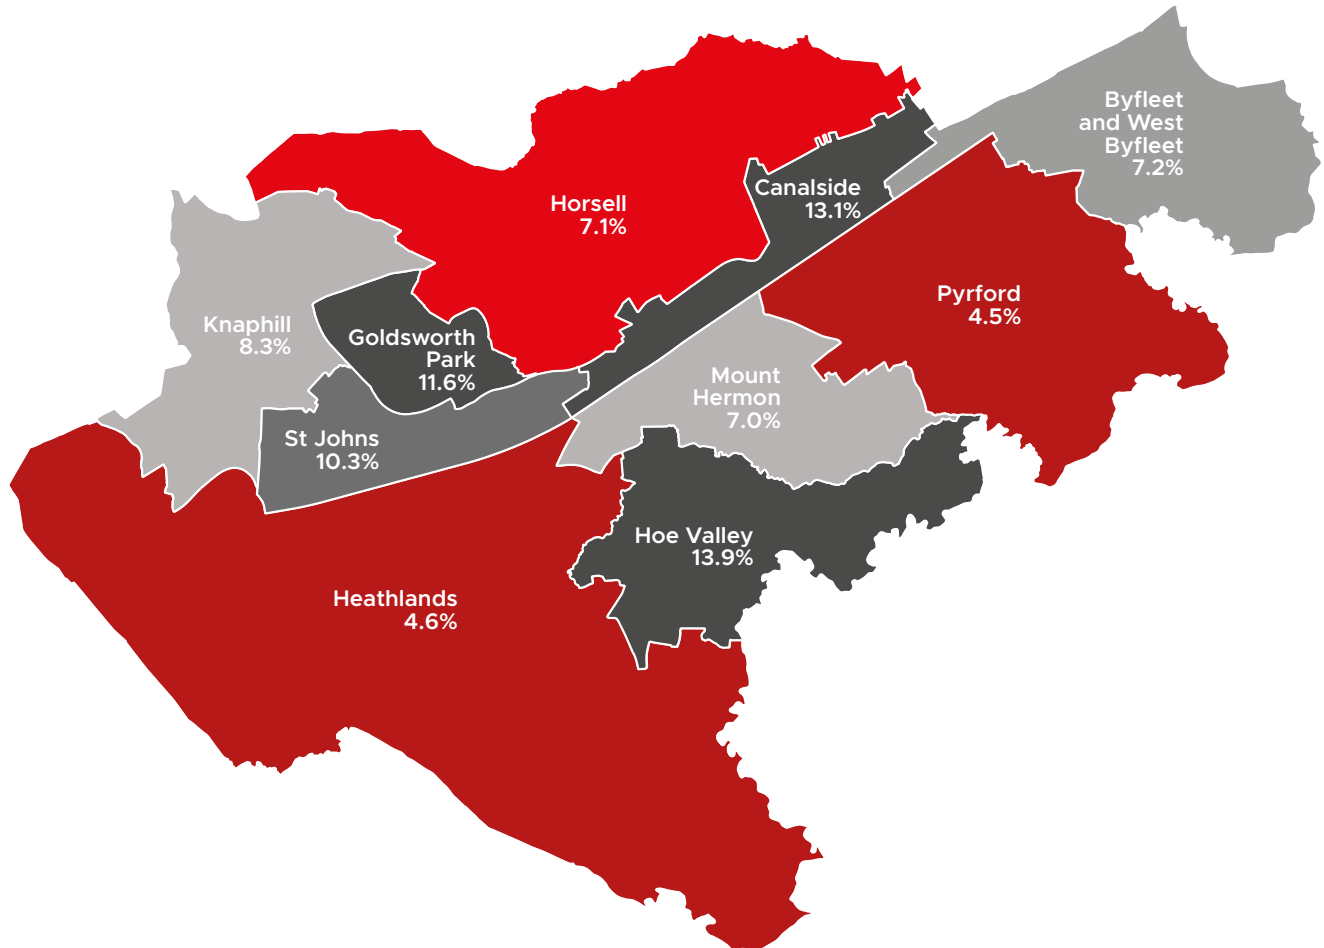 Byfleet
and West
Byfleet
7.2%
Canalside
13.1%
Horsell
7.1%
Pyrford
4.5%
Knaphill
8.3%
Goldsworth
Park
11.6%
Mount
Hermon
7.0%
St Johns
10.3%
Hoe Valley
13.9%
Heathlands
4.6%